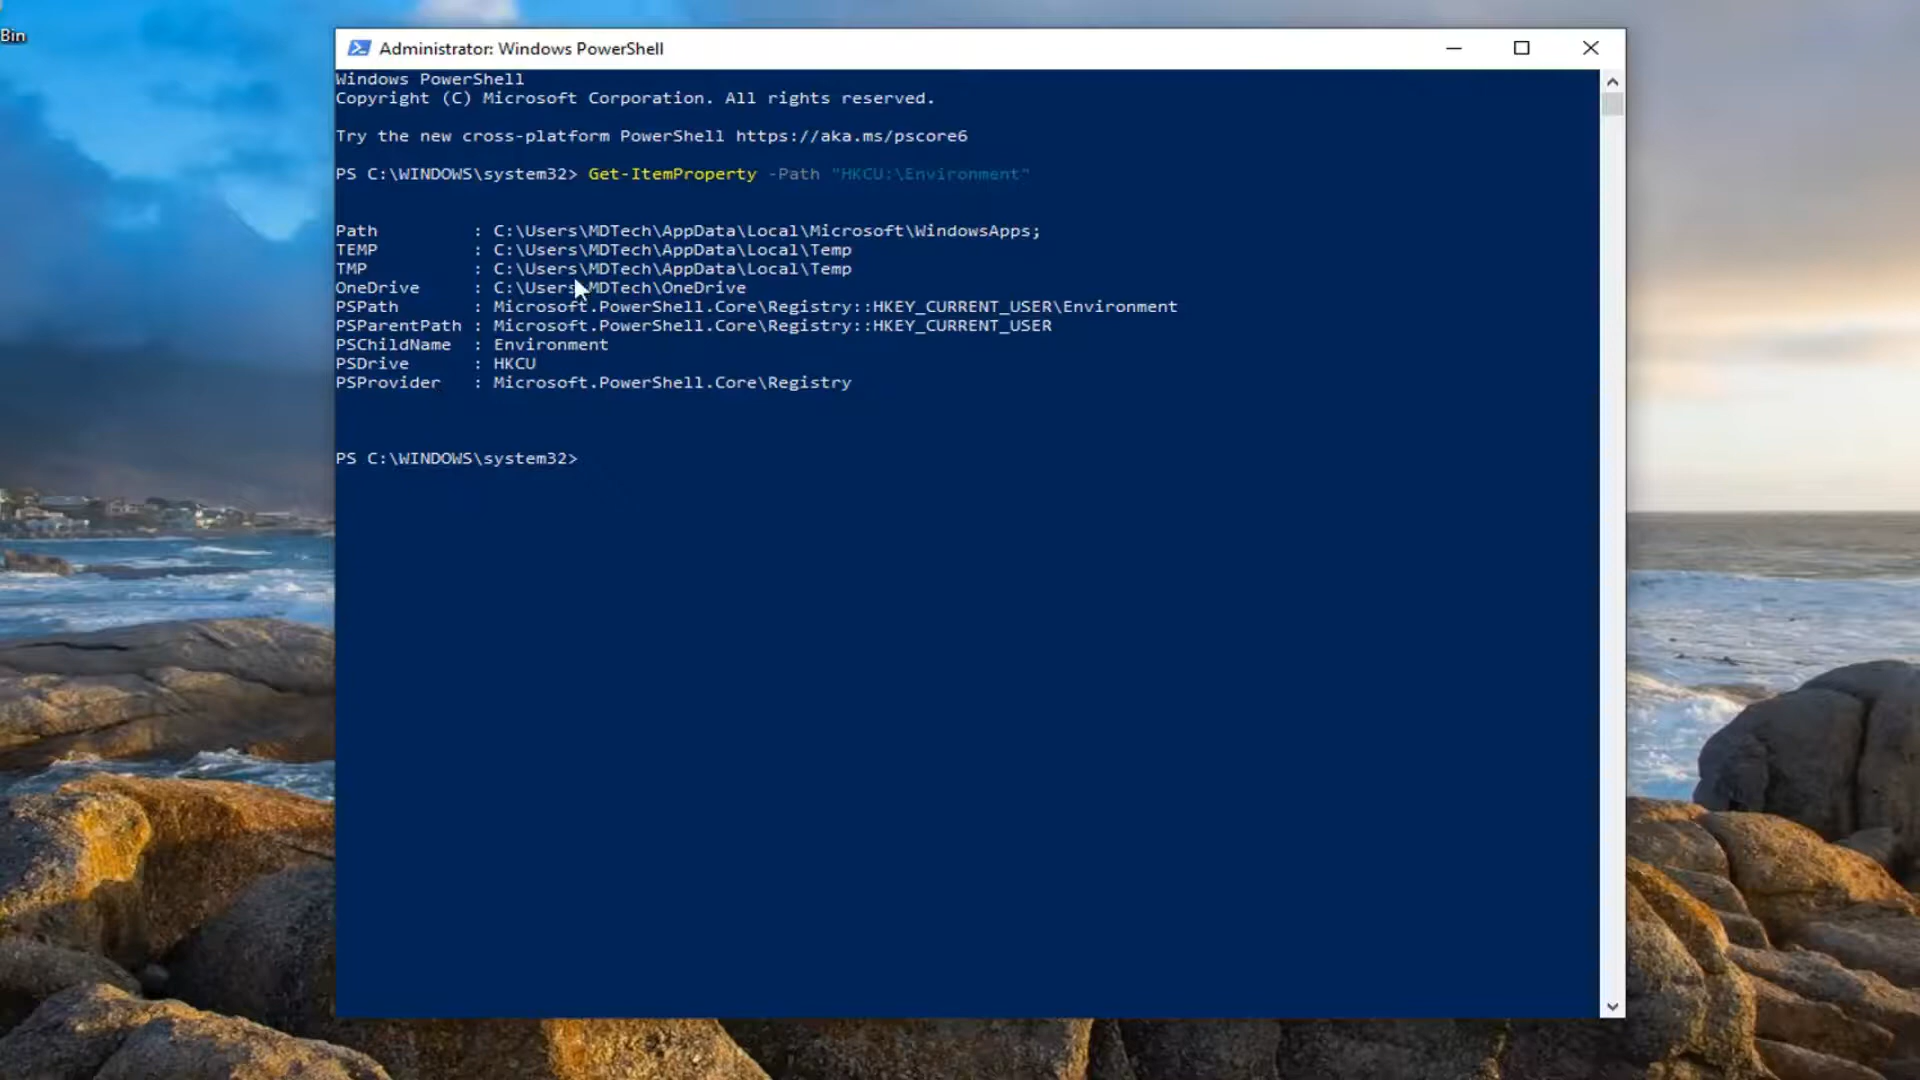 Bin
Administrator: Windows PowerShell
Windows PowerShell
Copyright (C) Microsoft Corporation. All rights reserved.
Try the new cross-platform PowerShell https://aka.ms/pscore6
PS C:\WINDOWS\system32> Get-ItemProperty -Path "HKCU:\Environment"
Path         : C:\Users\MDTech\AppData\Local\Microsoft\WindowsApps;
TEMP         : C:\Users\MDTech\AppData\Local\Temp
TMP          : C:\Users\MDTech\AppData\Local\Temp
OneDrive     : C:\Users\MDTech\OneDrive
PSPath       : Microsoft.PowerShell.Core\Registry::HKEY_CURRENT_USER\Environment
PSParentPath : Microsoft.PowerShell.Core\Registry::HKEY_CURRENT_USER
PSChildName  : Environment
PSDrive      : HKCU
PSProvider   : Microsoft.PowerShell.Core\Registry
PS C:\WINDOWS\system32>